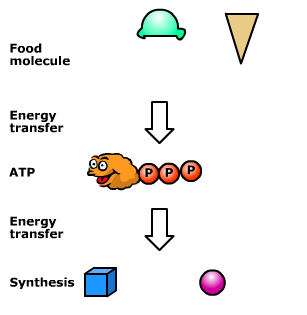 Food
molecule
Energy
transfer
ATP
P P P
Energy
transfer
Synthesis